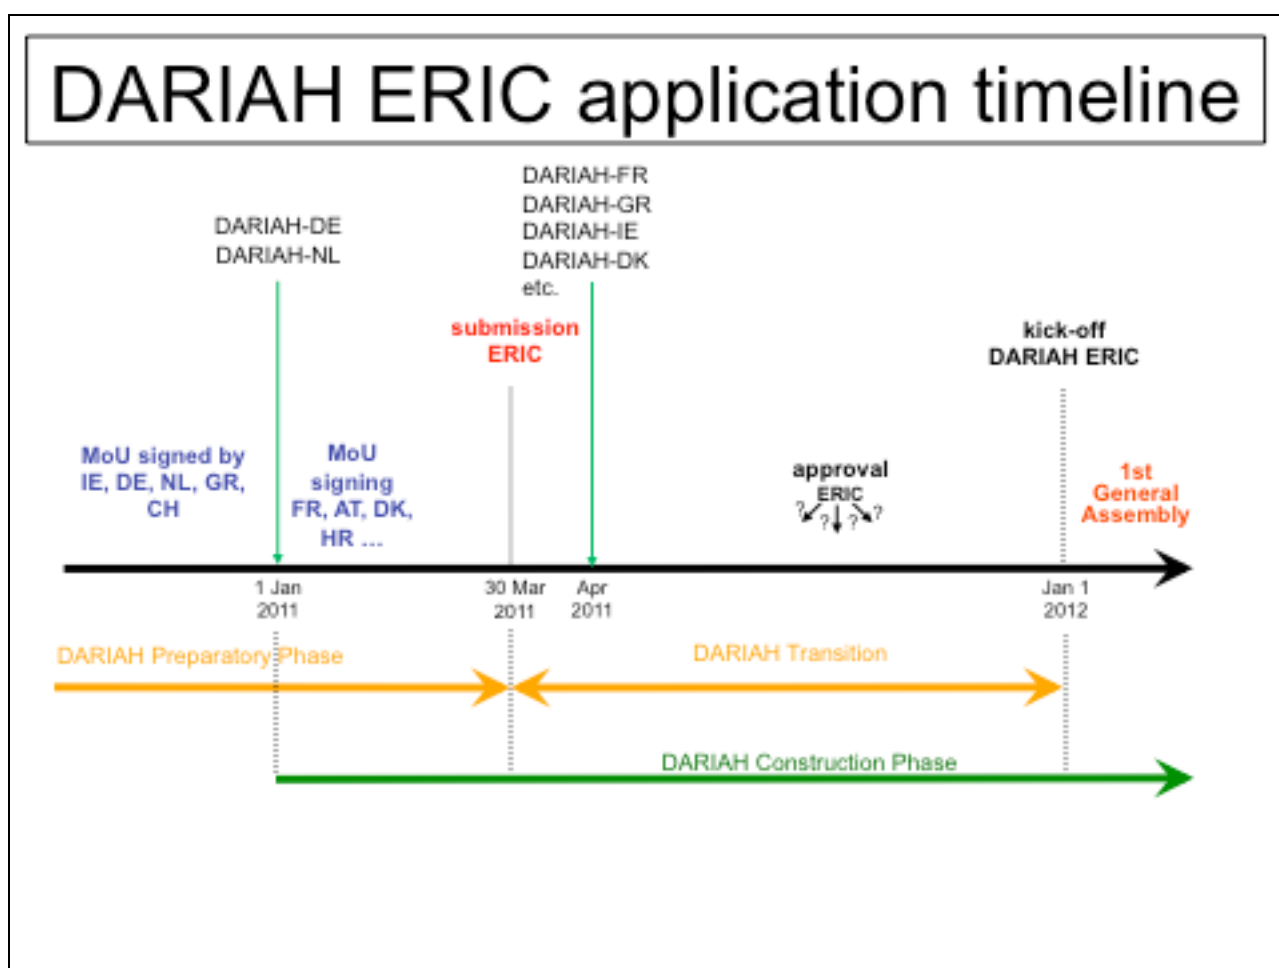 DARIAH ERIC application timeline
DARIAH-DE
DARIAH-NL
DARIAH-FR
DARIAH-GR
DARIAH-IE
DARIAH-DK
etc.
submission
ERIC
kick-off
DARIAH ERIC
MoU signed by
IE, DE, NL, GR,
CH
MoU
signing
FR, AT, DK,
HR ...
approval
ERIC
? ? ? ?
1st
General
Assembly
1 Jan
2011
30 Mar
2011
Apr
2011
Jan 1
2012
DARIAH Preparatory Phase
DARIAH Transition
DARIAH Construction Phase